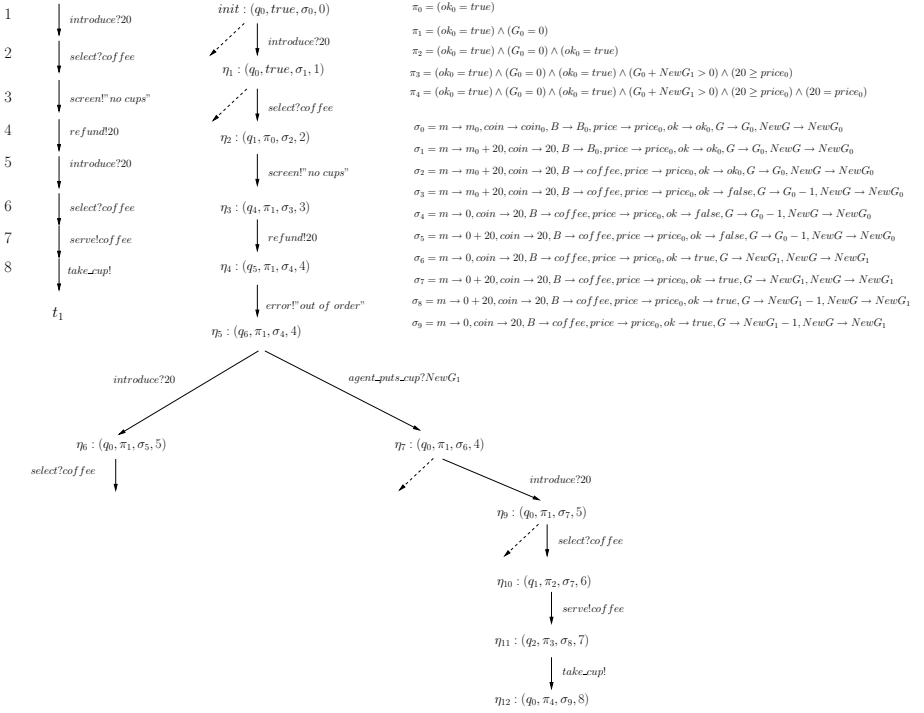 1
introduce?20
2
select?coffee
3
screen!"no cups"
4
refund!20
5
introduce?20
6
select?coffee
7
serve!coffee
8
take_cup!
t₁
init : (q₀, true, σ₀, 0)
introduce?20
η₁ : (q₀, true, σ₁, 1)
select?coffee
η₂ : (q₁, π₀, σ₂, 2)
screen!"no cups"
η₃ : (q₄, π₁, σ₃, 3)
refund!20
η₄ : (q₅, π₁, σ₄, 4)
error!"out of order"
η₅ : (q₆, π₁, σ₄, 4)
introduce?20
agent_puts_cup?NewG₁
η₆ : (q₀, π₁, σ₅, 5)
select?coffee
η₇ : (q₀, π₁, σ₆, 4)
introduce?20
η₉ : (q₀, π₁, σ₇, 5)
select?coffee
η₁₀ : (q₁, π₂, σ₇, 6)
serve!coffee
η₁₁ : (q₂, π₃, σ₈, 7)
take_cup!
η₁₂ : (q₀, π₄, σ₉, 8)
π₀ = (ok₀ = true)
π₁ = (ok₀ = true) ∧ (G₀ = 0)
π₂ = (ok₀ = true) ∧ (G₀ = 0) ∧ (ok₀ = true)
π₃ = (ok₀ = true) ∧ (G₀ = 0) ∧ (ok₀ = true) ∧ (G₀ + NewG₁ > 0) ∧ (20 ≥ price₀)
π₄ = (ok₀ = true) ∧ (G₀ = 0) ∧ (ok₀ = true) ∧ (G₀ + NewG₁ > 0) ∧ (20 ≥ price₀) ∧ (20 = price₀)
σ₀ = m → m₀, coin → coin₀, B → B₀, price → price₀, ok → ok₀, G → G₀, NewG → NewG₀
σ₁ = m → m₀ + 20, coin → 20, B → B₀, price → price₀, ok → ok₀, G → G₀, NewG → NewG₀
σ₂ = m → m₀ + 20, coin → 20, B → coffee, price → price₀, ok → ok₀, G → G₀, NewG → NewG₀
σ₃ = m → m₀ + 20, coin → 20, B → coffee, price → price₀, ok → false, G → G₀ − 1, NewG → NewG₀
σ₄ = m → 0, coin → 20, B → coffee, price → price₀, ok → false, G → G₀ − 1, NewG → NewG₀
σ₅ = m → 0 + 20, coin → 20, B → coffee, price → price₀, ok → false, G → G₀ − 1, NewG → NewG₀
σ₆ = m → 0, coin → 20, B → coffee, price → price₀, ok → true, G → NewG₁, NewG → NewG₁
σ₇ = m → 0 + 20, coin → 20, B → coffee, price → price₀, ok → true, G → NewG₁, NewG → NewG₁
σ₈ = m → 0 + 20, coin → 20, B → coffee, price → price₀, ok → true, G → NewG₁ − 1, NewG → NewG₁
σ₉ = m → 0, coin → 20, B → coffee, price → price₀, ok → true, G → NewG₁ − 1, NewG → NewG₁